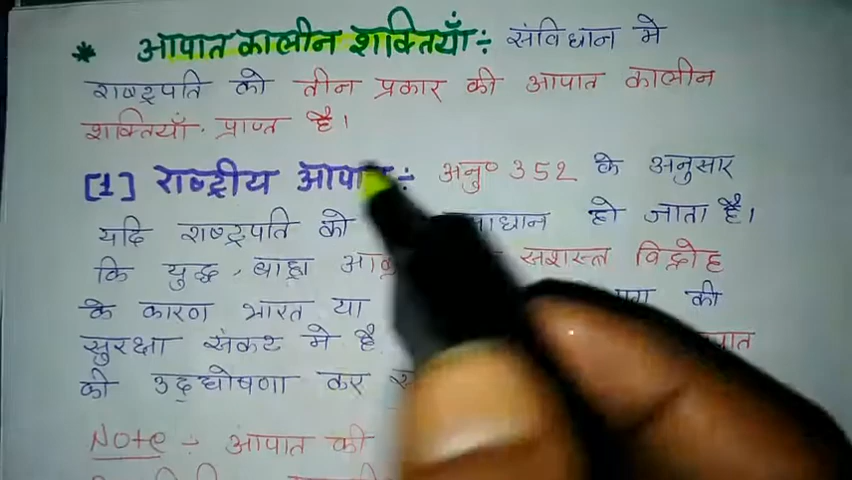 * आपात कालीन शक्तियाँ ÷ संविधान मे
राष्ट्रपति को तीन प्रकार की आपात कालीन
शक्तियाँ प्राप्त है।
[1] राष्ट्रीय आपात ÷ अनु० 352 के अनुसार
यदि राष्ट्रपति को हो जाता है।
कि युद्ध, बाह्रा सशस्त विद्रोह
के कारण भारत या की
सुरक्षा संकट मे है
की उद्घोषणा कर
Note ÷ आपात की